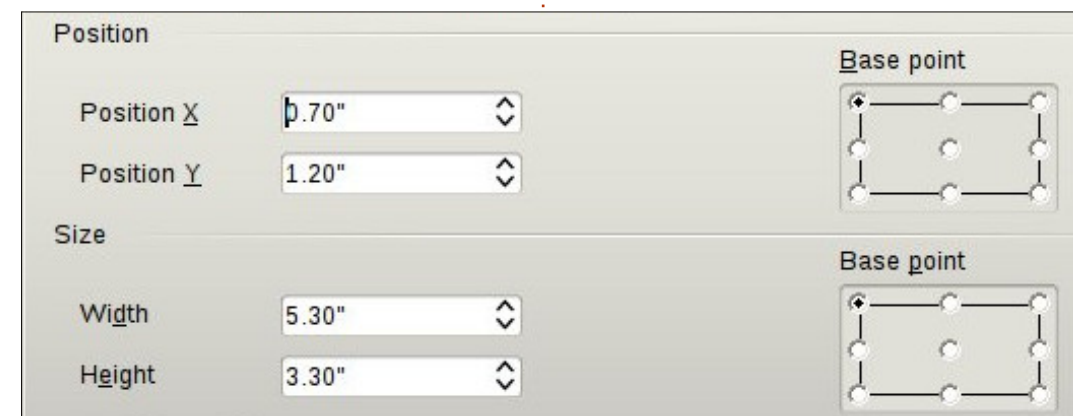 Position
Base point
Position X
0.70"
Position Y
1.20"
Size
Base point
Width
5.30"
Height
3.30"